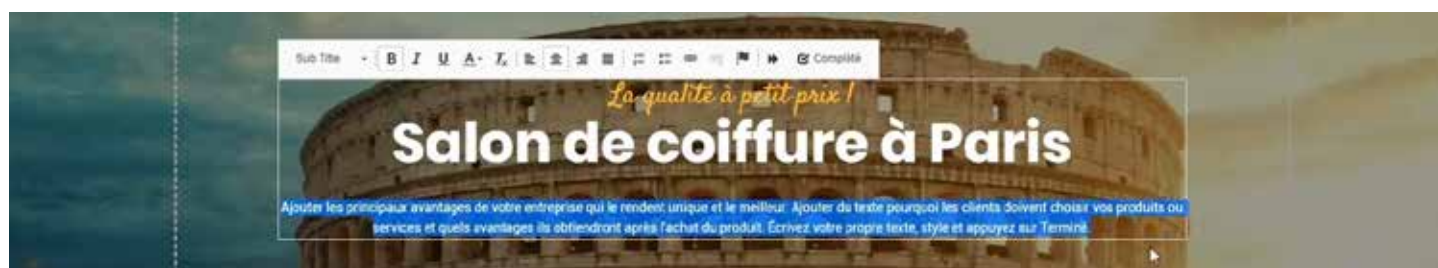 Sub Title B I U A Complété
La qualité à petit prix !
Salon de coiffure à Paris
Ajouter les principaux avantages de votre entreprise qui le rendent unique et le meilleur. Ajouter du texte pourquoi les clients doivent choisir vos produits ou
services et quels avantages ils obtiendront après l'achat du produit. Écrivez votre propre texte, style et appuyez sur Terminé.